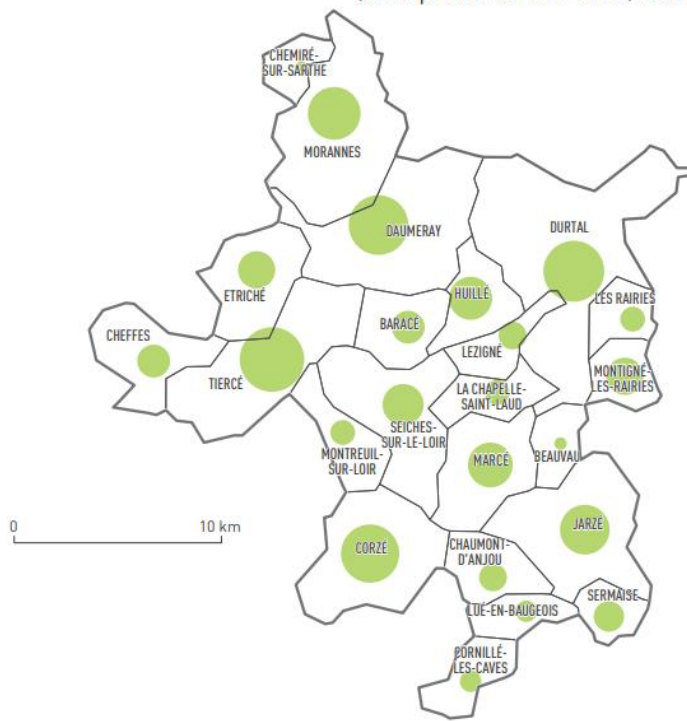 CHEMIRÉ-
SUR-SARTHE
MORANNES
DAUMERAY
DURTAL
ETRICHÉ
HUILLÉ
LES RAIRIES
BARACÉ
CHEFFES
LEZIGNÉ
TIERCÉ
MONTIGNÉ-
LES-RAIRIES
LA CHAPELLE-
SAINT-LAUD
SEICHES-
SUR-LE-LOIR
MONTREUIL-
SUR-LOIR
BEAUVAU
MARCÉ
0 10 km
JARZÉ
CORZÉ
CHAUMONT-
D'ANJOU
SERMAISE
LUÉ-EN-BAUGEOIS
CORNILLÉ-
LES-CAVES